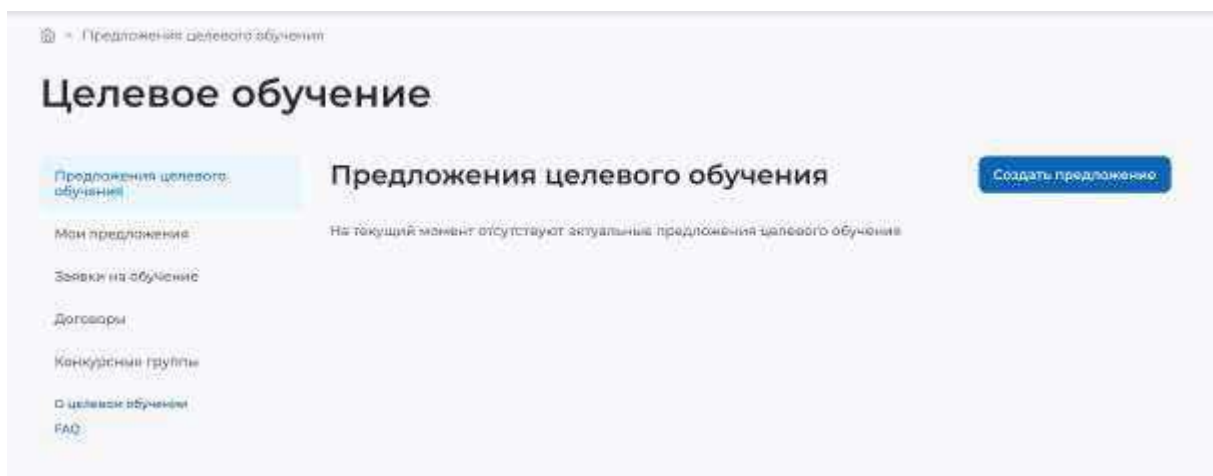 Предложения целевого обучения
Целевое обучение
Предложения целевого
обучения
Мои предложения
Заявки на обучение
Договоры
Конкурсные группы
О целевом обучении
FAQ
Предложения целевого обучения
Создать предложение
На текущий момент отсутствуют актуальные предложения целевого обучения